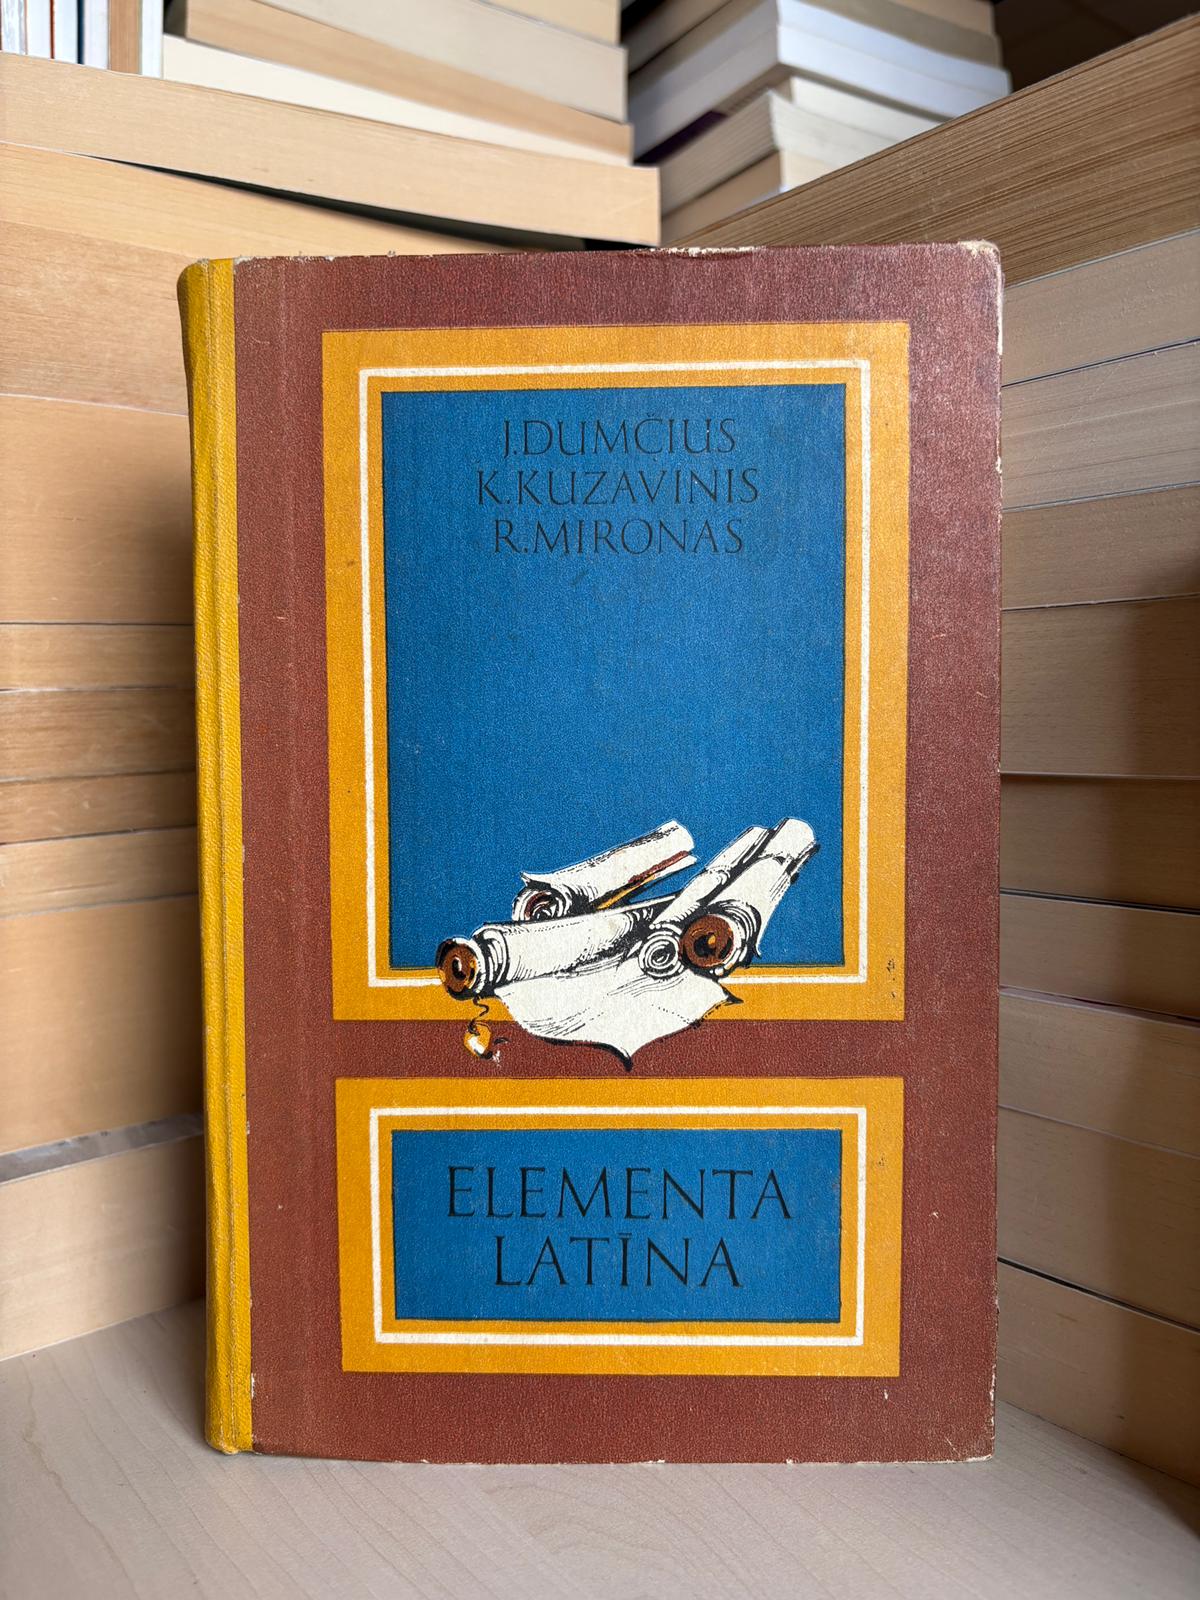 J.DUMČIUS
K.KUZAVINIS
R.MIRONAS
ELEMENTA
LATĪNA